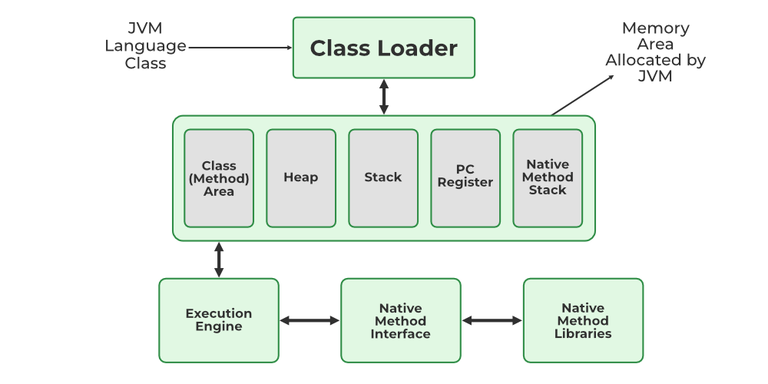 JVM
Language
Class
Class Loader
Memory
Area
Allocated by
JVM
Class
(Method)
Area
Heap
Stack
PC
Register
Native
Method
Stack
Execution
Engine
Native
Method
Interface
Native
Method
Libraries